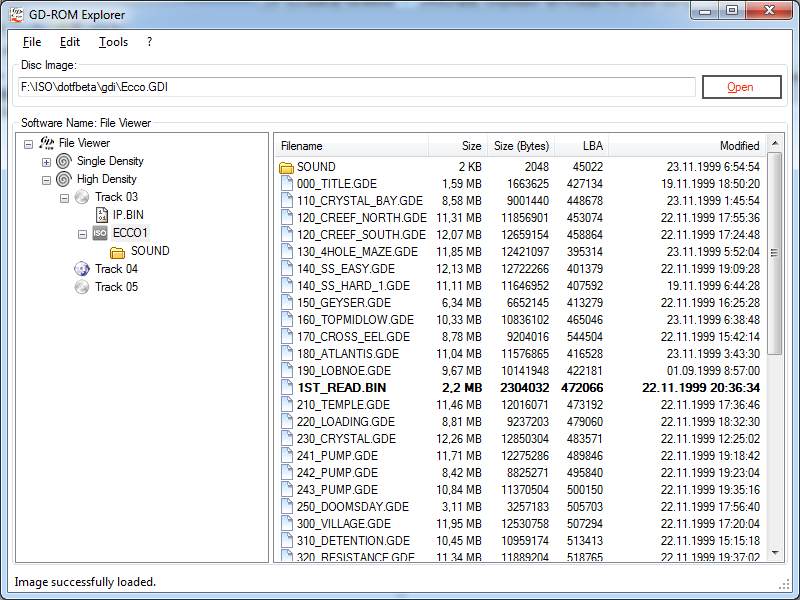 GD-ROM Explorer
File Edit Tools ?
Disc Image:
F:\ISO\dotfbeta\gdi\Ecco.GDI
Open
Software Name: File Viewer
File Viewer
Single Density
High Density
Track 03
IP.BIN
ISO ECCO1
SOUND
Track 04
Track 05
Filename Size Size (Bytes) LBA Modified
SOUND 2 KB 2048 45022 23.11.1999 6:54:54
000_TITLE.GDE 1,59 MB 1663625 427134 19.11.1999 18:50:20
110_CRYSTAL_BAY.GDE 8,58 MB 9001440 448678 23.11.1999 1:45:54
120_CREEF_NORTH.GDE 11,31 MB 11856901 453074 22.11.1999 17:55:36
120_CREEF_SOUTH.GDE 12,07 MB 12659154 458864 22.11.1999 17:24:48
130_4HOLE_MAZE.GDE 11,85 MB 12421097 395314 23.11.1999 5:52:04
140_SS_EASY.GDE 12,13 MB 12722266 401379 22.11.1999 19:09:28
140_SS_HARD_1.GDE 11,11 MB 11646952 407592 19.11.1999 6:44:28
150_GEYSER.GDE 6,34 MB 6652145 413279 22.11.1999 16:25:28
160_TOPMIDLOW.GDE 10,33 MB 10836102 465046 23.11.1999 6:38:48
170_CROSS_EEL.GDE 8,78 MB 9204016 544504 22.11.1999 15:42:14
180_ATLANTIS.GDE 11,04 MB 11576865 416528 23.11.1999 3:43:30
190_LOBNOE.GDE 9,67 MB 10141948 422181 01.09.1999 8:57:00
1ST_READ.BIN 2,2 MB 2304032 472066 22.11.1999 20:36:34
210_TEMPLE.GDE 11,46 MB 12016071 473192 22.11.1999 17:36:46
220_LOADING.GDE 8,81 MB 9237203 479060 22.11.1999 18:32:30
230_CRYSTAL.GDE 12,26 MB 12850304 483571 22.11.1999 12:25:02
241_PUMP.GDE 11,71 MB 12275286 489846 22.11.1999 19:18:42
242_PUMP.GDE 8,42 MB 8825271 495840 22.11.1999 19:23:04
243_PUMP.GDE 10,84 MB 11370504 500150 22.11.1999 19:35:16
250_DOOMSDAY.GDE 3,11 MB 3257183 505703 22.11.1999 17:56:40
300_VILLAGE.GDE 11,95 MB 12530758 507294 22.11.1999 17:20:04
310_DETENTION.GDE 10,45 MB 10959174 513413 22.11.1999 15:15:18
320_RESISTANCE.GDE 11,34 MB 11889204 518765 22.11.1999 19:37:02
Image successfully loaded.